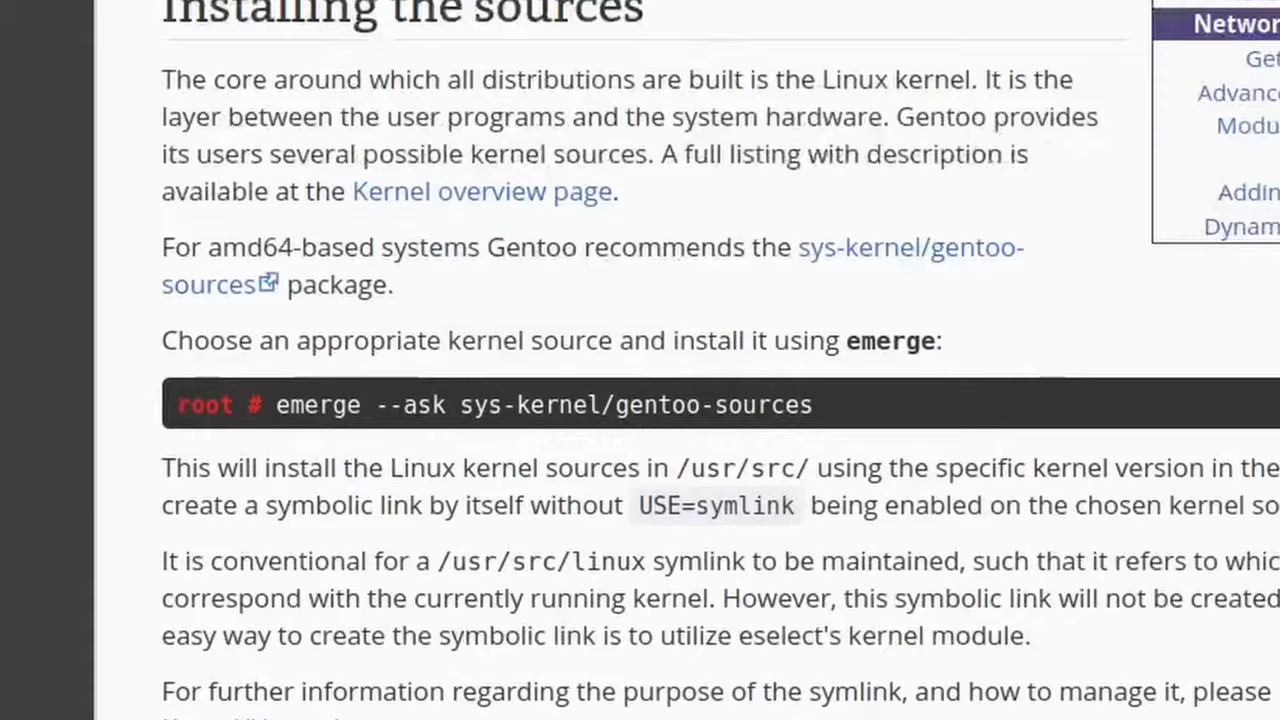 Installing the sources
Networ
Get
Advance
Modu
Addin
Dynam
The core around which all distributions are built is the Linux kernel. It is the
layer between the user programs and the system hardware. Gentoo provides
its users several possible kernel sources. A full listing with description is
available at the Kernel overview page.
For amd64-based systems Gentoo recommends the sys-kernel/gentoo-
sources package.
Choose an appropriate kernel source and install it using emerge:
root # emerge --ask sys-kernel/gentoo-sources
This will install the Linux kernel sources in /usr/src/ using the specific kernel version in the
create a symbolic link by itself without USE=symlink being enabled on the chosen kernel so
It is conventional for a /usr/src/linux symlink to be maintained, such that it refers to whic
correspond with the currently running kernel. However, this symbolic link will not be created
easy way to create the symbolic link is to utilize eselect's kernel module.
For further information regarding the purpose of the symlink, and how to manage it, please